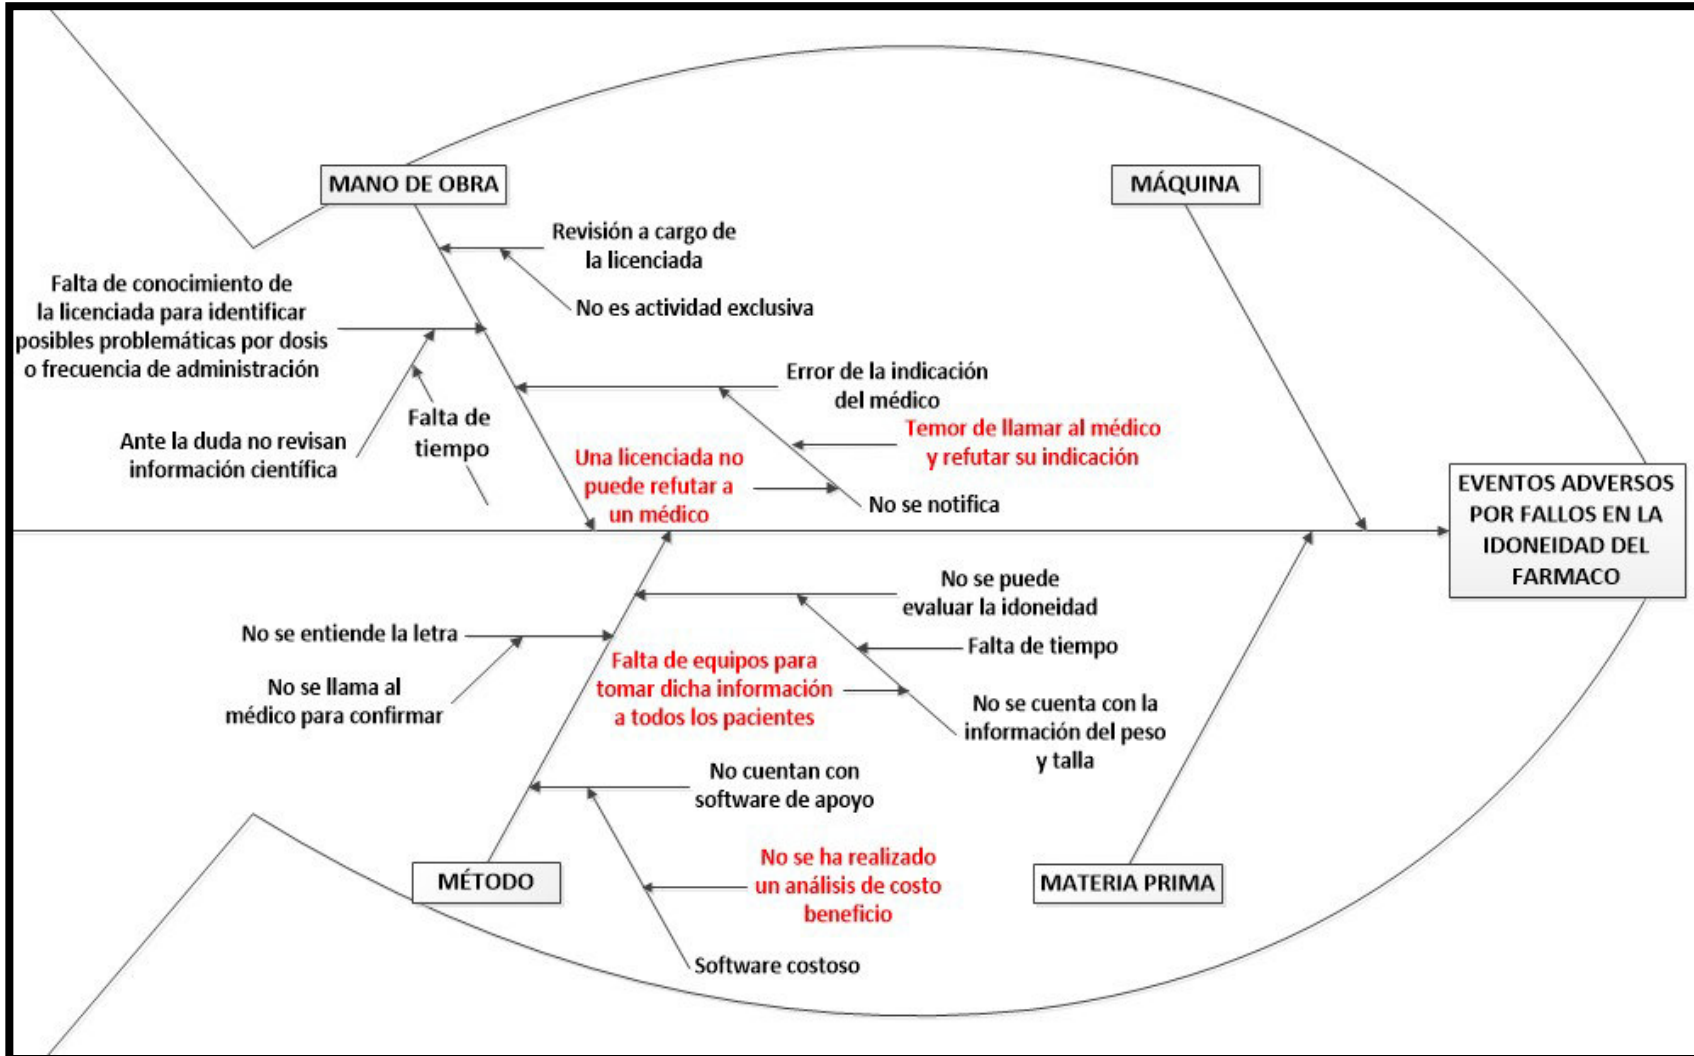 MANO DE OBRA
MÁQUINA
Revisión a cargo de
la licenciada
No es actividad exclusiva
Falta de conocimiento de
la licenciada para identificar
posibles problemáticas por dosis
o frecuencia de administración
Falta de
tiempo
Ante la duda no revisan
información científica
Error de la indicación
del médico
Temor de llamar al médico
y refutar su indicación
Una licenciada no
puede refutar a
un médico
No se notifica
EVENTOS ADVERSOS
POR FALLOS EN LA
IDONEIDAD DEL
FARMACO
No se puede
evaluar la idoneidad
No se entiende la letra
Falta de tiempo
Falta de equipos para
tomar dicha información
a todos los pacientes
No se llama al
médico para confirmar
No se cuenta con la
información del peso
y talla
No cuentan con
software de apoyo
No se ha realizado
un análisis de costo
beneficio
Software costoso
MÉTODO
MATERIA PRIMA